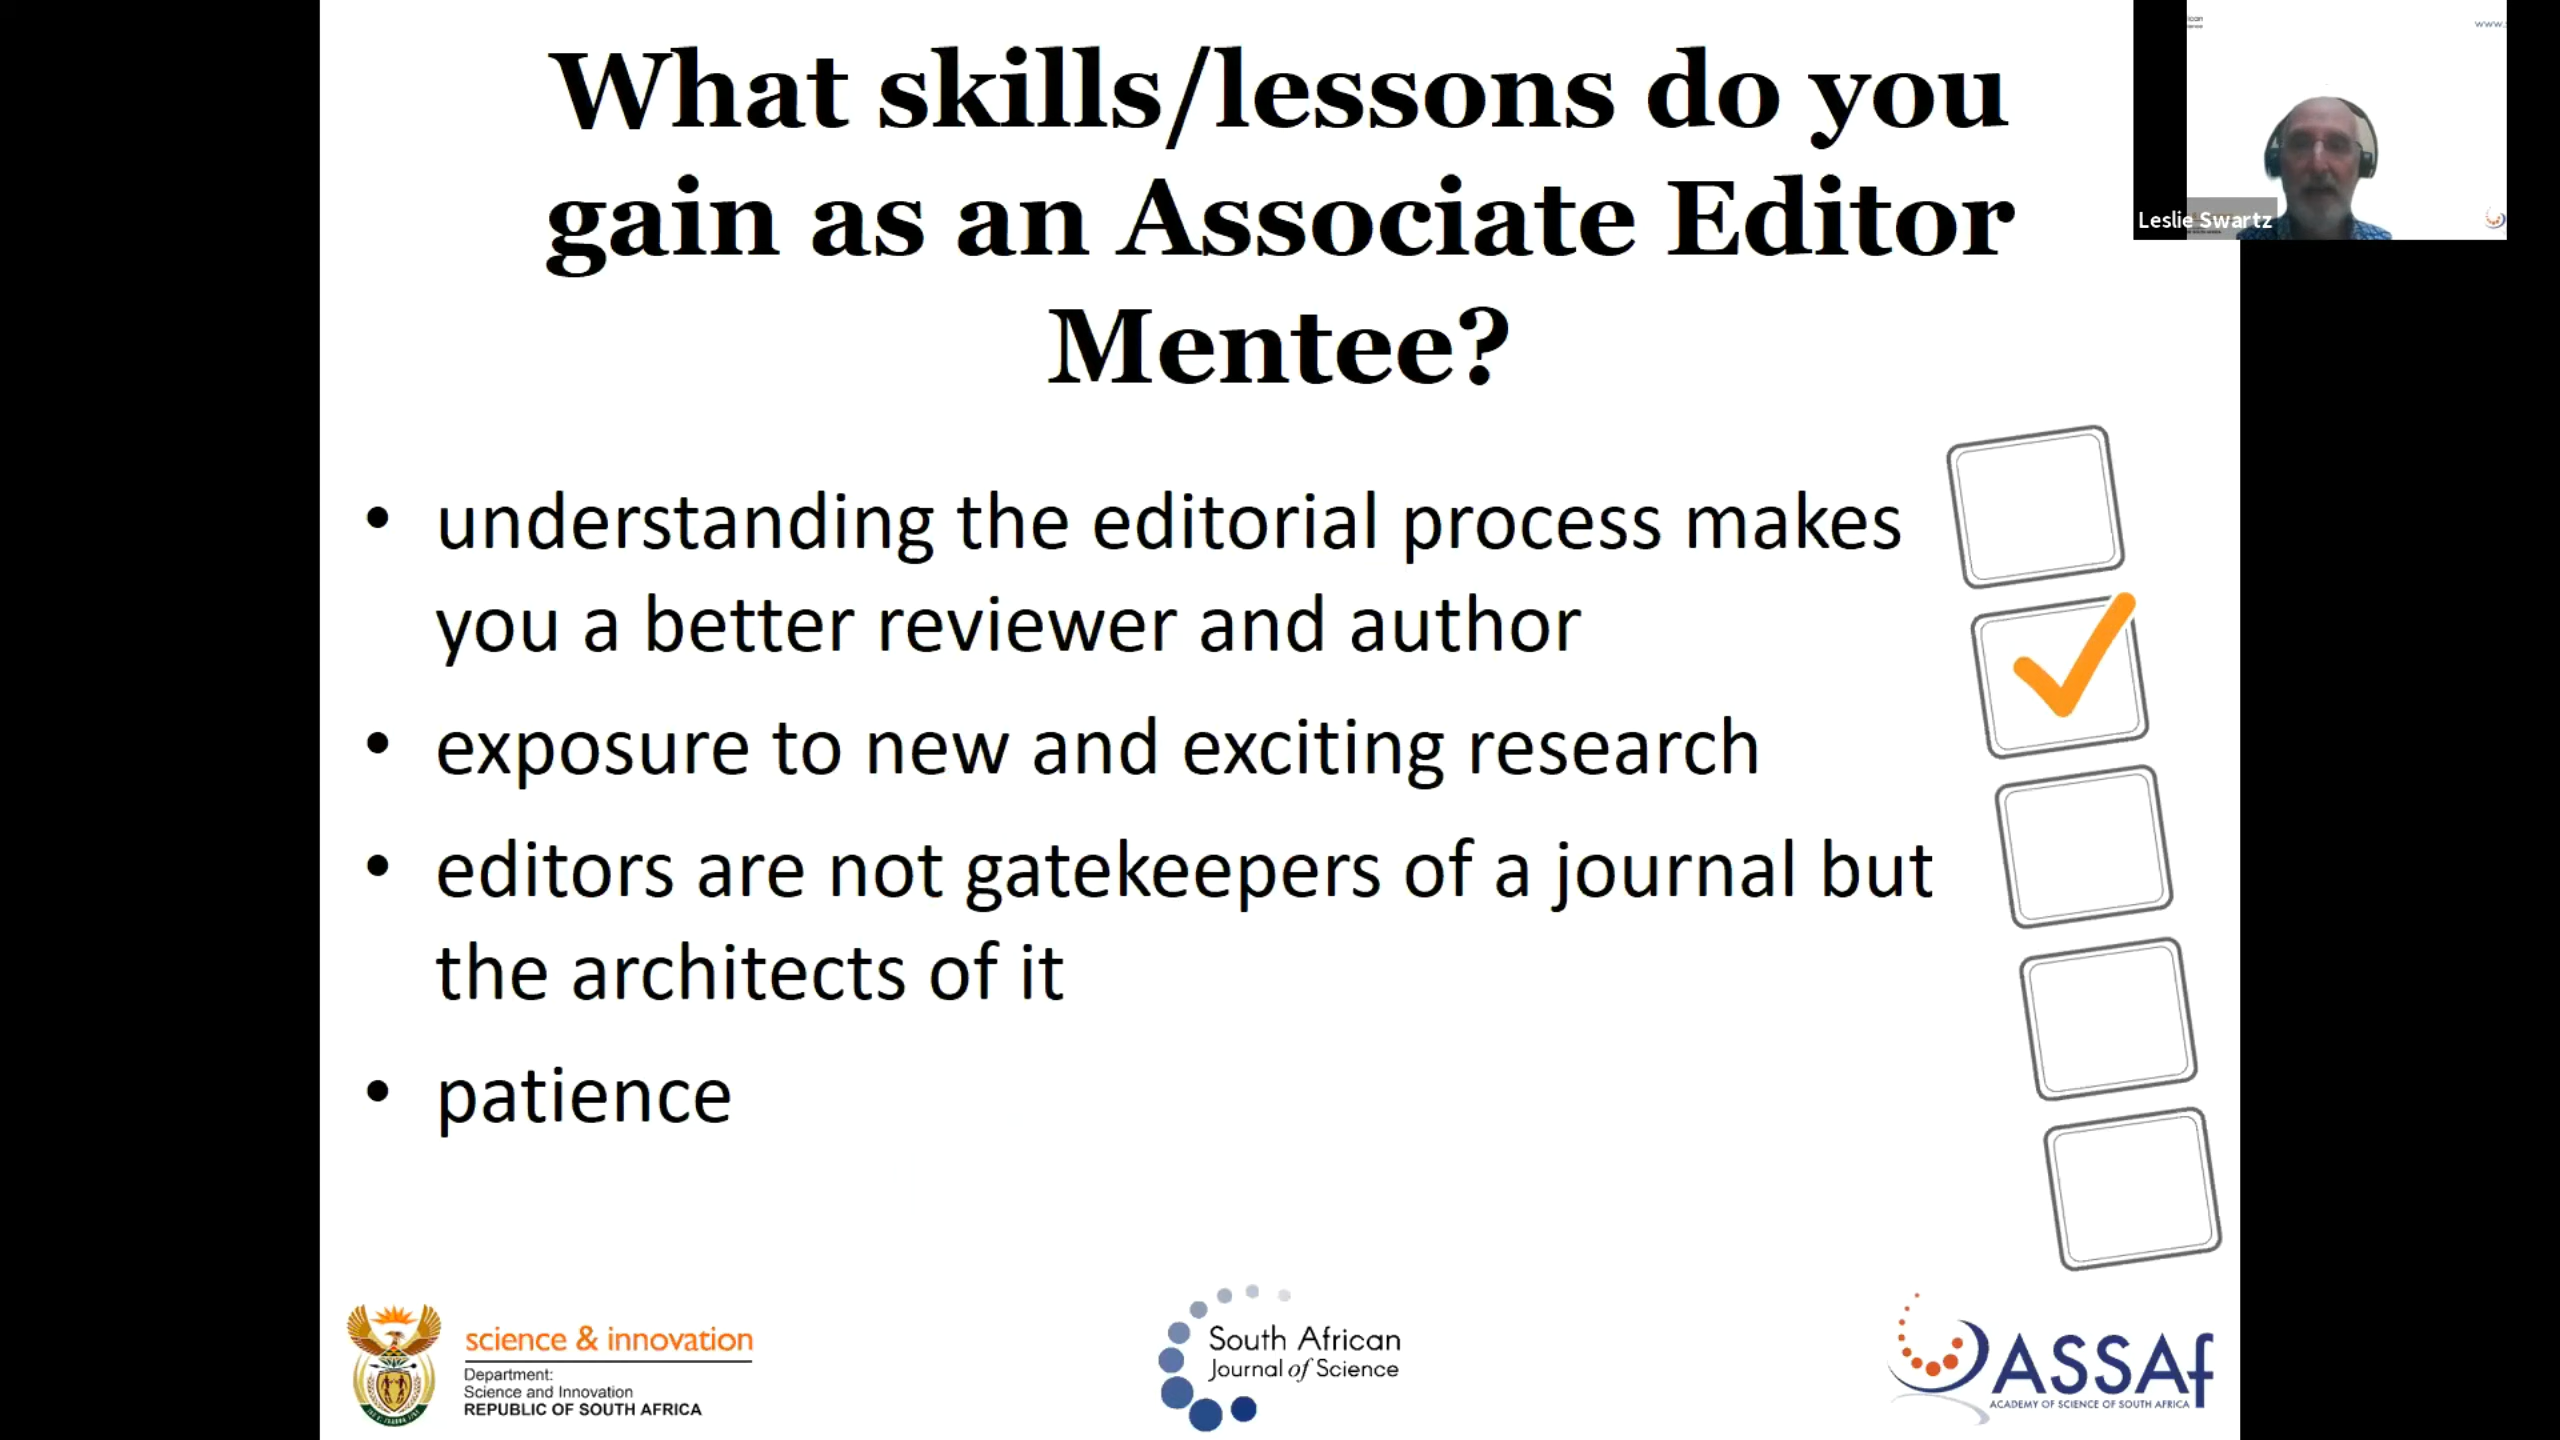 What skills/lessons do you
gain as an Associate Editor
Mentee?
www.
Leslie Swartz
• understanding the editorial process makes
you a better reviewer and author
• exposure to new and exciting research
• editors are not gatekeepers of a journal but
the architects of it
• patience
science & innovation
Department:
Science and Innovation
REPUBLIC OF SOUTH AFRICA
South African
Journal of Science
ASSAf
ACADEMY OF SCIENCE OF SOUTH AFRICA